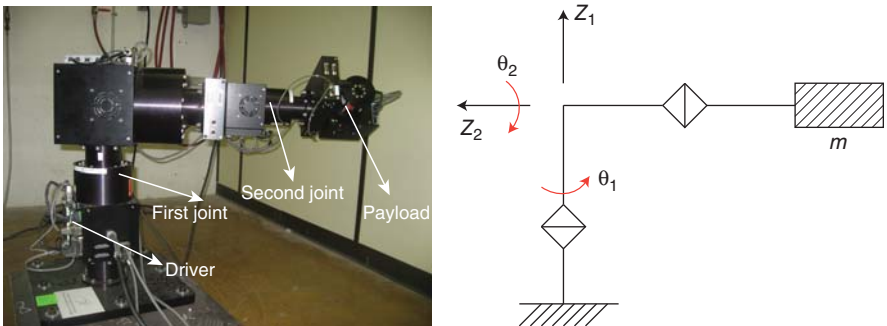 First joint
Second joint
Payload
Driver
Z₁
θ₂
Z₂
m
θ₁